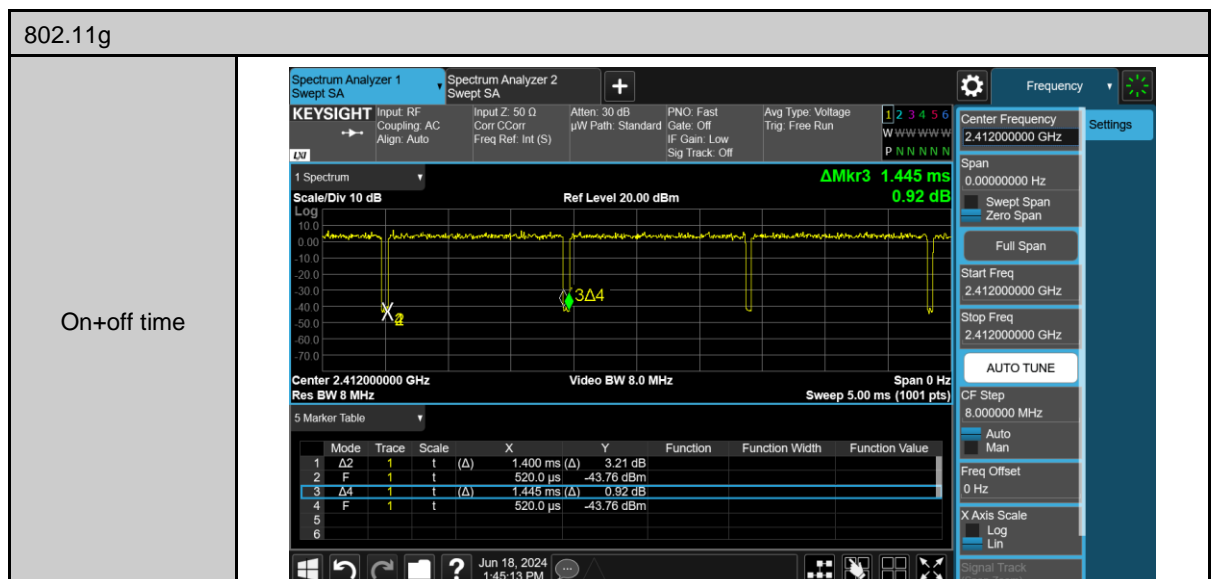 802.11g
On+off time
Spectrum Analyzer 1
Swept SA
Spectrum Analyzer 2
Swept SA
+
Frequency
KEYSIGHT
Input: RF
Coupling: AC
Align: Auto
Input Z: 50 Ω
Corr CCorr
Freq Ref: Int (S)
Atten: 30 dB
µW Path: Standard
PNO: Fast
Gate: Off
IF Gain: Low
Sig Track: Off
Avg Type: Voltage
Trig: Free Run
1 2 3 4 5 6
W W W W W W
P N N N N N
LXI
1 Spectrum
ΔMkr3 1.445 ms
0.92 dB
Scale/Div 10 dB
Ref Level 20.00 dBm
Log
10.0
0.00
-10.0
-20.0
-30.0
-40.0
-50.0
-60.0
-70.0
3Δ4
Center 2.412000000 GHz
Video BW 8.0 MHz
Span 0 Hz
Res BW 8 MHz
Sweep 5.00 ms (1001 pts)
5 Marker Table
Mode Trace Scale X Y Function Function Width Function Value
1 Δ2 1 t (Δ) 1.400 ms (Δ) 3.21 dB
2 F 1 t 520.0 µs -43.76 dBm
3 Δ4 1 t (Δ) 1.445 ms (Δ) 0.92 dB
4 F 1 t 520.0 µs -43.76 dBm
5
6
Jun 18, 2024
1:45:13 PM
Center Frequency
2.412000000 GHz
Settings
Span
0.00000000 Hz
Swept Span
Zero Span
Full Span
Start Freq
2.412000000 GHz
Stop Freq
2.412000000 GHz
AUTO TUNE
CF Step
8.000000 MHz
Auto
Man
Freq Offset
0 Hz
X Axis Scale
Log
Lin
Signal Track